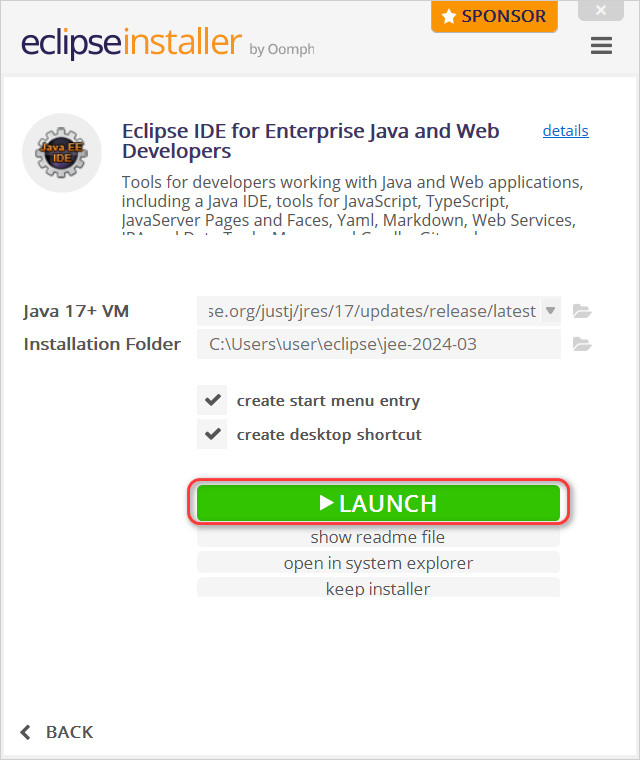 SPONSOR
eclipseinstaller by Oomph
Java EE
IDE
Eclipse IDE for Enterprise Java and Web
Developers
details
Tools for developers working with Java and Web applications,
including a Java IDE, tools for JavaScript, TypeScript,
JavaServer Pages and Faces, Yaml, Markdown, Web Services,
Java 17+ VM
se.org/justj/jres/17/updates/release/latest
Installation Folder
C:\Users\user\eclipse\jee-2024-03
create start menu entry
create desktop shortcut
LAUNCH
show readme file
open in system explorer
keep installer
BACK